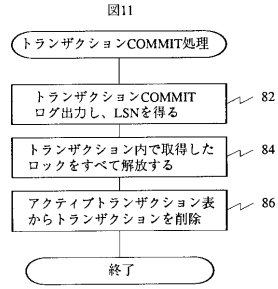 図11
トランザクションCOMMIT処理
トランザクションCOMMIT
ログ出力し、LSNを得る
82
トランザクション内で取得した
ロックをすべて解放する
84
アクティブトランザクション表
からトランザクションを削除
86
終了